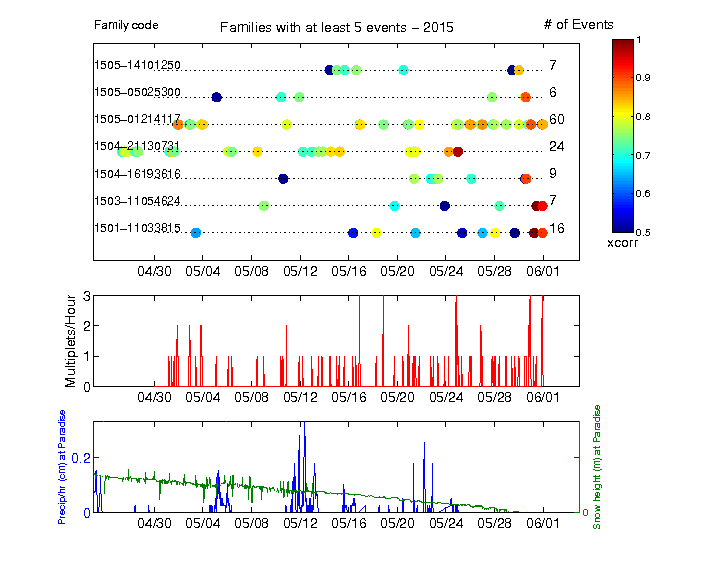 Family code
Families with at least 5 events − 2015
# of Events
1505−14101250 7
1505−05025300 6
1505−01214117 60
1504−21130731 24
1504−16193616 9
1503−11054624 7
1501−11033815 16
04/30 05/04 05/08 05/12 05/16 05/20 05/24 05/28 06/01
1
0.9
0.8
0.7
0.6
0.5
xcorr
Multiplets/Hour
3
2
1
0
04/30 05/04 05/08 05/12 05/16 05/20 05/24 05/28 06/01
Precip/hr (cm) at Paradise
0.2
0
04/30 05/04 05/08 05/12 05/16 05/20 05/24 05/28 06/01
0
Snow height (m) at Paradise